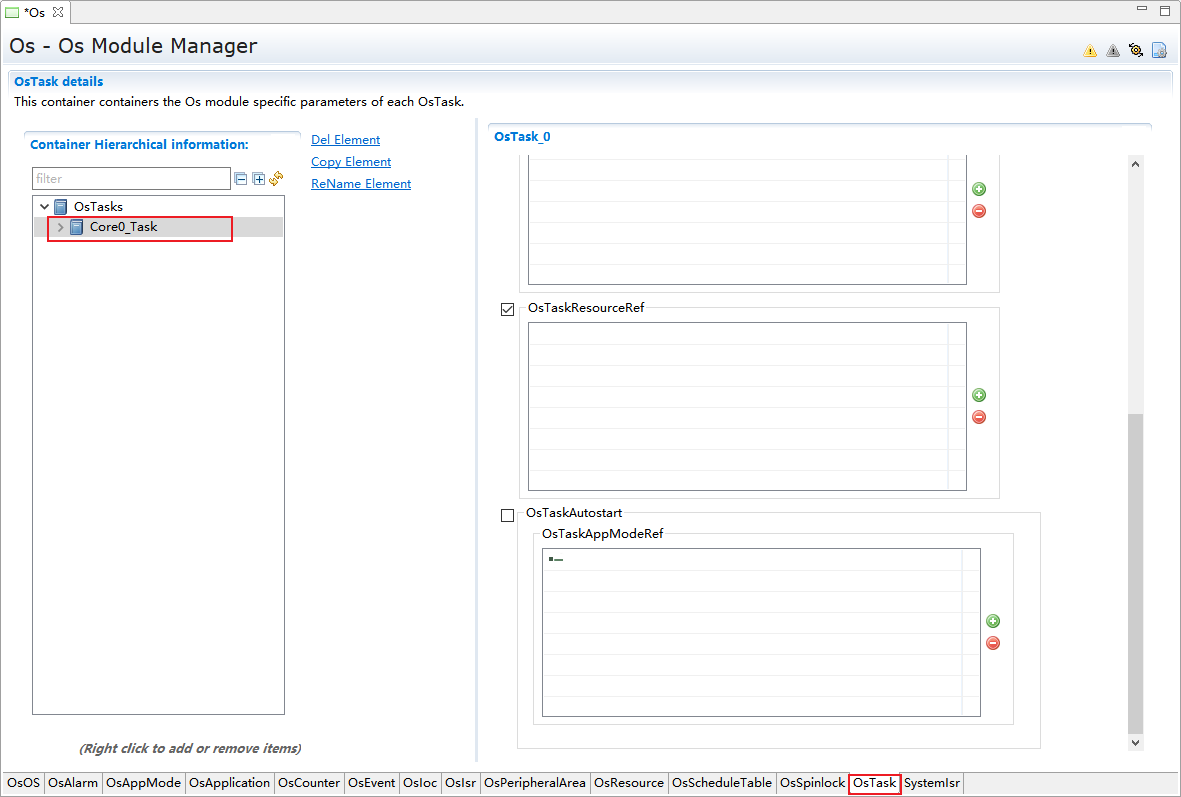 *Os
Os - Os Module Manager
OsTask details
This container containers the Os module specific parameters of each OsTask.
Container Hierarchical information:
filter
OsTasks
Core0_Task
(Right click to add or remove items)
Del Element
Copy Element
ReName Element
OsTask_0
OsTaskResourceRef
OsTaskAutostart
OsTaskAppModeRef
OsOS OsAlarm OsAppMode OsApplication OsCounter OsEvent OsIoc OsIsr OsPeripheralArea OsResource OsScheduleTable OsSpinlock OsTask SystemIsr